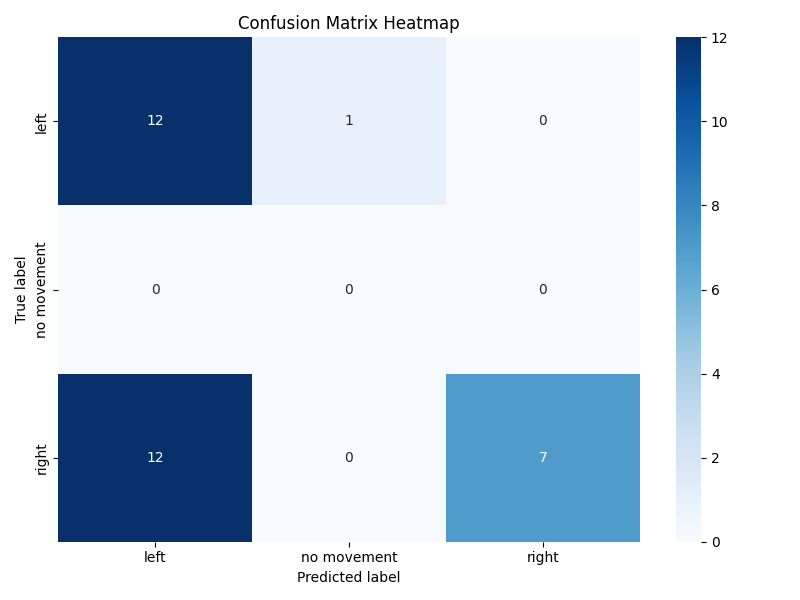 Confusion Matrix Heatmap
True label
left
no movement
right
12 1 0
0 0 0
12 0 7
left no movement right
Predicted label
12
10
8
6
4
2
0